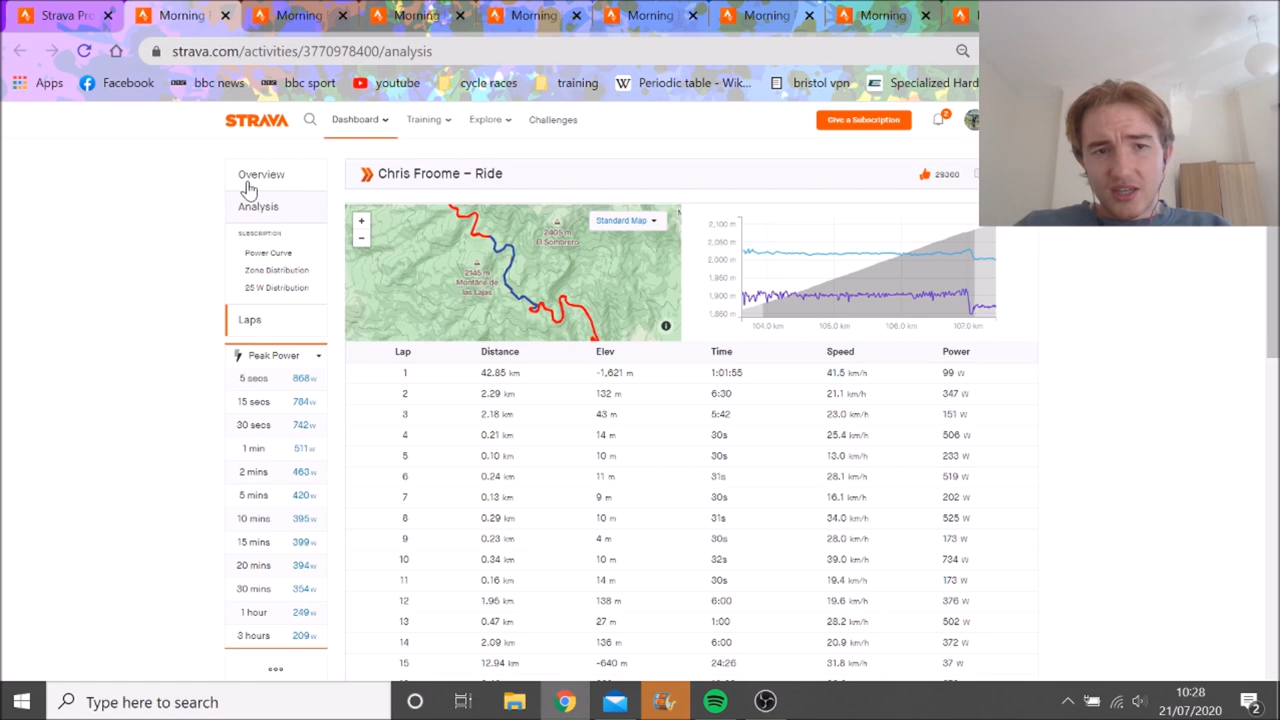 Strava Pro
Morning
Morning
Morning
Morning
Morning
Morning
Morning
strava.com/activities/3770978400/analysis
Apps
Facebook
bbc news
bbc sport
youtube
cycle races
training
Periodic table - Wik...
bristol vpn
Specialized Hard
STRAVA
Dashboard
Training
Explore
Challenges
Give a Subscription
2
Overview
Analysis
SUBSCRIPTION
Power Curve
Zone Distribution
25 W Distribution
Laps
Peak Power
5 secs 868w
15 secs 784w
30 secs 742w
1 min 511w
2 mins 463w
5 mins 420w
10 mins 395w
15 mins 399w
20 mins 394w
30 mins 354w
1 hour 249w
3 hours 209w
Chris Froome – Ride
29360
+
-
Standard Map
2405 m
El Sombrero
2145 m
Montaña de
las Lajas
2,100 m
2,050 m
2,000 m
1,900 m
1,850 m
104.0 km 105.0 km 106.0 km 107.0 km
Lap Distance Elev Time Speed Power
1 42.85 km -1,621 m 1:01:55 41.5 km/h 99 W
2 2.29 km 132 m 6:30 21.1 km/h 347 W
3 2.18 km 43 m 5:42 23.0 km/h 151 W
4 0.21 km 14 m 30s 25.4 km/h 506 W
5 0.10 km 10 m 30s 13.0 km/h 233 W
6 0.24 km 11 m 31s 28.1 km/h 519 W
7 0.13 km 9 m 30s 16.1 km/h 202 W
8 0.29 km 10 m 31s 34.0 km/h 525 W
9 0.23 km 4 m 30s 28.0 km/h 173 W
10 0.34 km 10 m 32s 39.0 km/h 734 W
11 0.16 km 14 m 30s 19.4 km/h 173 W
12 1.95 km 138 m 6:00 19.6 km/h 376 W
13 0.47 km 27 m 1:00 28.2 km/h 502 W
14 2.09 km 136 m 6:00 20.9 km/h 372 W
15 12.94 km -640 m 24:26 31.8 km/h 37 W
Type here to search
10:28
21/07/2020
2